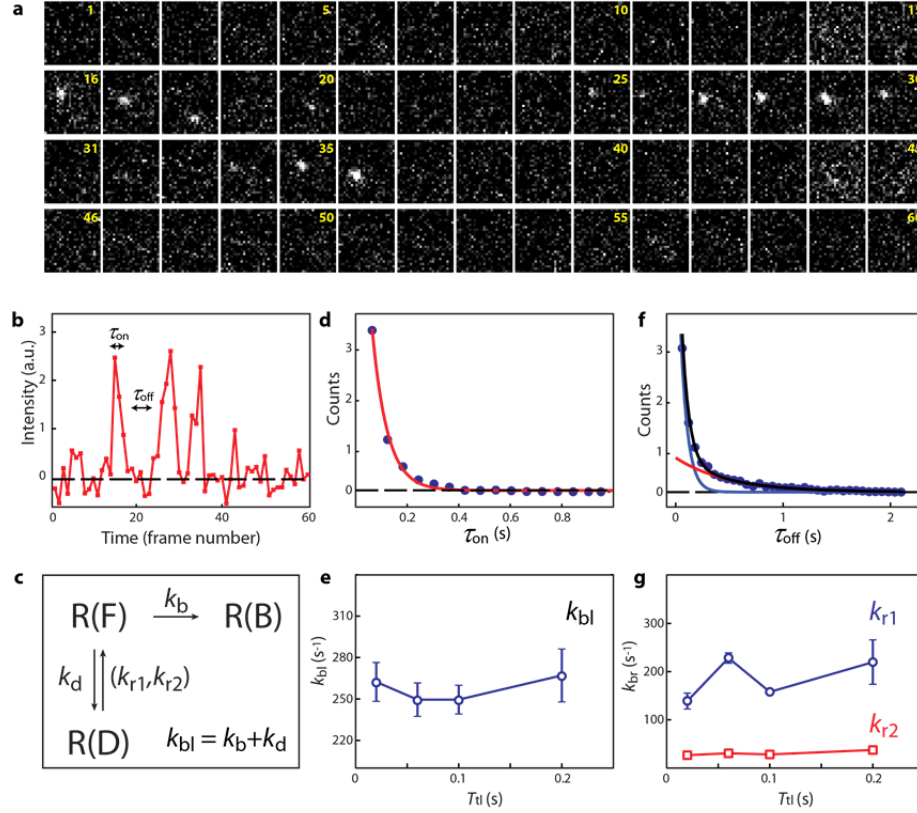 a
1 5 10 15
16 20 25 30
31 35 40 45
46 50 55 60
b
Intensity (a.u.)
3
2
1
0
τon
τoff
0 20 40 60
Time (frame number)
d
Counts
3
2
1
0
0.2 0.4 0.6 0.8
τon (s)
f
Counts
3
2
1
0
0 1 2
τoff (s)
c
R(F) kb R(B)
kd (kr1,kr2)
R(D) kbl = kb+kd
e
kbl (s-1)
310
280
260
250
220
kbl
0 0.1 0.2
Ttl (s)
g
kbr (s-1)
300
200
100
kr1
kr2
0 0.1 0.2
Ttl (s)